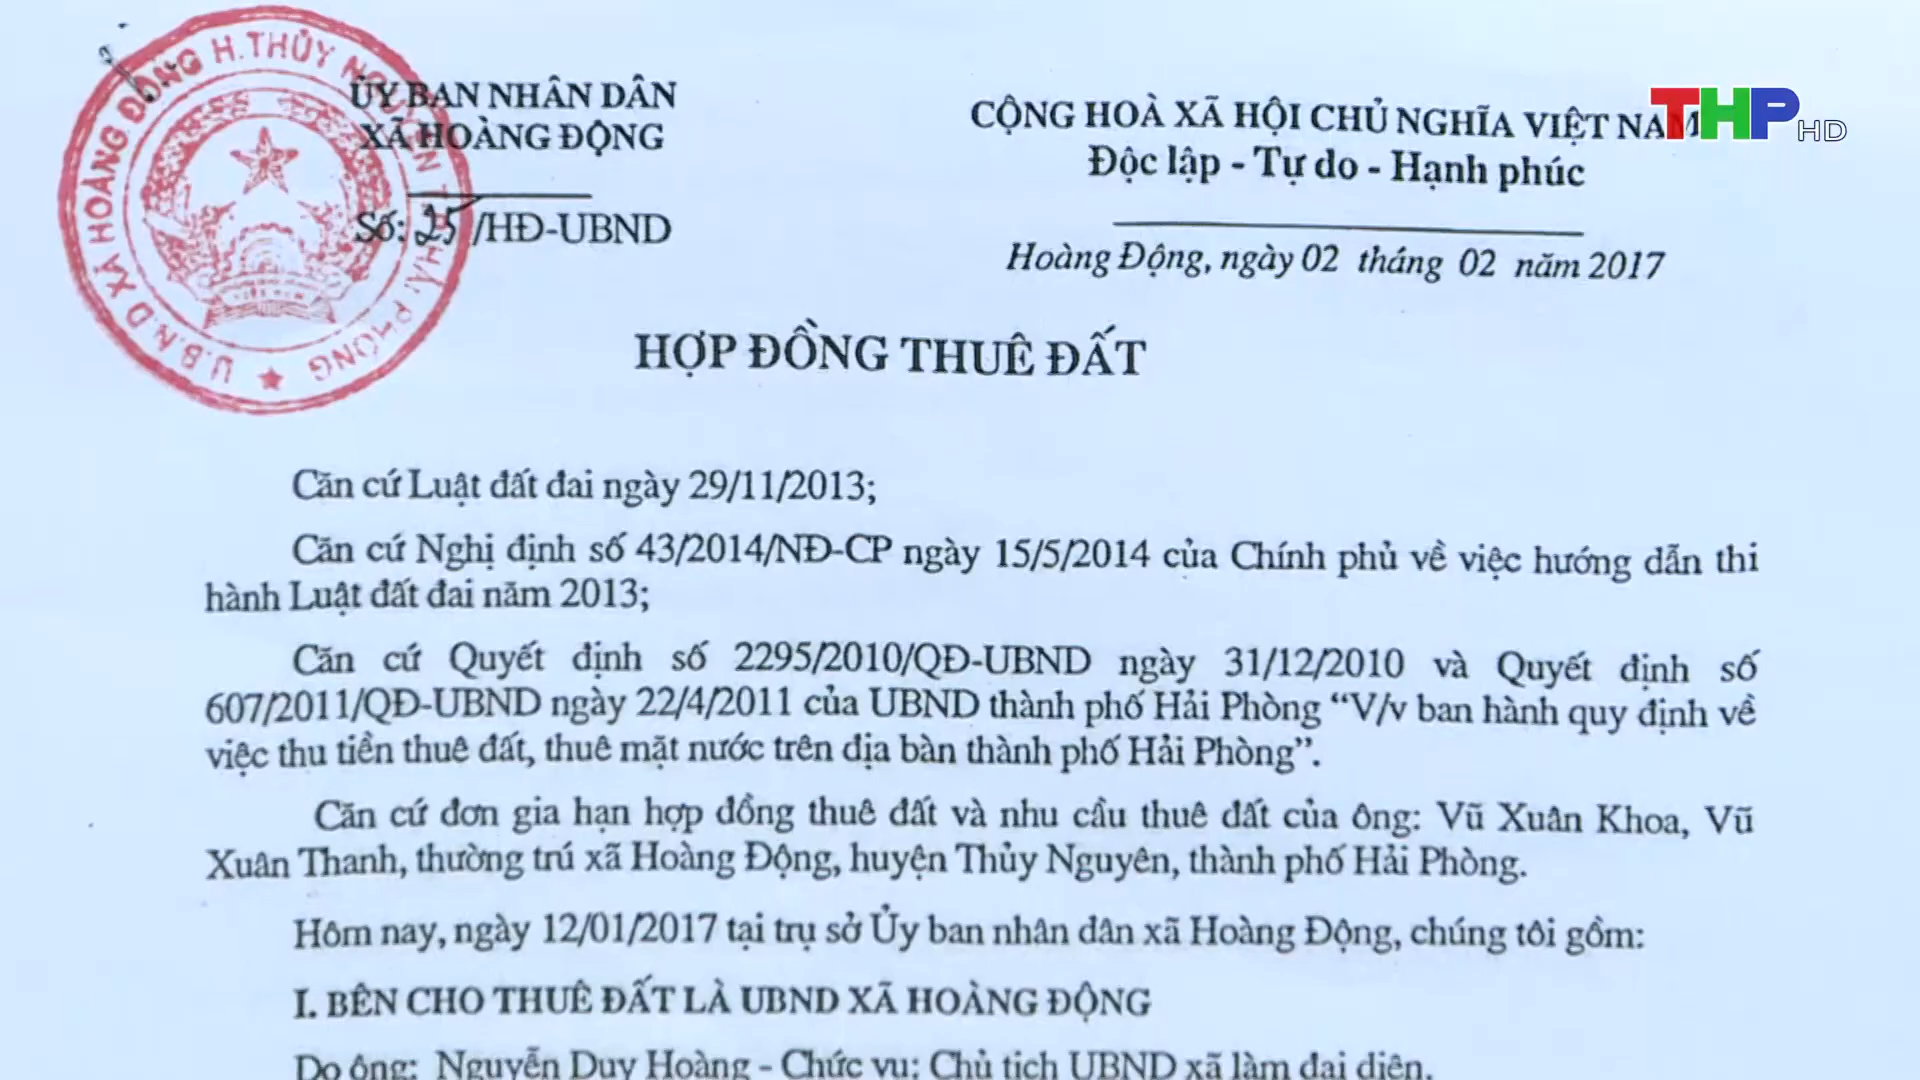 U.B.N.D XÃ HOÀNG ĐỘNG H.THỦY NGUYÊN T.P HẢI PHÒNG
ỦY BAN NHÂN DÂN
XÃ HOÀNG ĐỘNG
Số: 25/HĐ-UBND
CỘNG HOÀ XÃ HỘI CHỦ NGHĨA VIỆT NAM
Độc lập - Tự do - Hạnh phúc
THP HD
Hoàng Động, ngày 02 tháng 02 năm 2017
HỢP ĐỒNG THUÊ ĐẤT
Căn cứ Luật đất đai ngày 29/11/2013;
Căn cứ Nghị định số 43/2014/NĐ-CP ngày 15/5/2014 của Chính phủ về việc hướng dẫn thi
hành Luật đất đai năm 2013;
Căn cứ Quyết định số 2295/2010/QĐ-UBND ngày 31/12/2010 và Quyết định số
607/2011/QĐ-UBND ngày 22/4/2011 của UBND thành phố Hải Phòng “V/v ban hành quy định về
việc thu tiền thuê đất, thuê mặt nước trên địa bàn thành phố Hải Phòng”.
Căn cứ đơn gia hạn hợp đồng thuê đất và nhu cầu thuê đất của ông: Vũ Xuân Khoa, Vũ
Xuân Thanh, thường trú xã Hoàng Động, huyện Thủy Nguyên, thành phố Hải Phòng.
Hôm nay, ngày 12/01/2017 tại trụ sở Ủy ban nhân dân xã Hoàng Động, chúng tôi gồm:
I. BÊN CHO THUÊ ĐẤT LÀ UBND XÃ HOÀNG ĐỘNG
Do ông: Nguyễn Duy Hoàng - Chức vụ: Chủ tịch UBND xã làm đại diện.